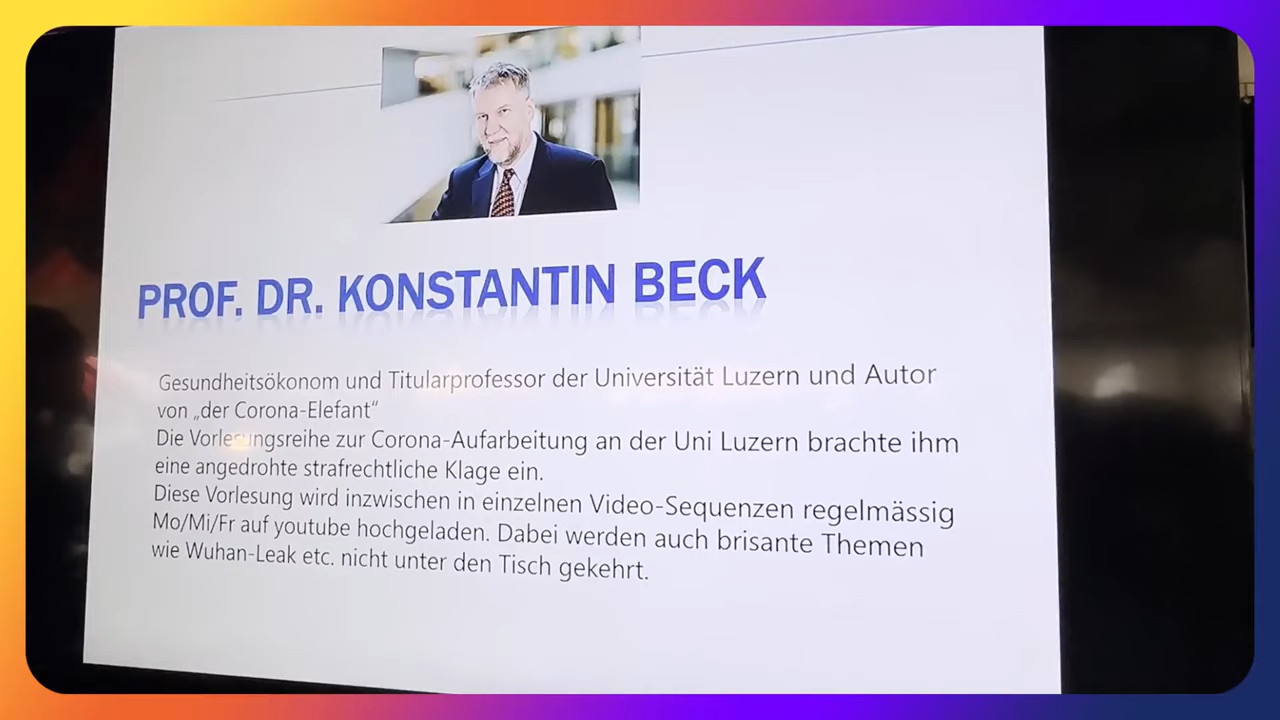 PROF. DR. KONSTANTIN BECK
Gesundheitsökonom und Titularprofessor der Universität Luzern und Autor
von „der Corona-Elefant“
Die Vorlesungsreihe zur Corona-Aufarbeitung an der Uni Luzern brachte ihm
eine angedrohte strafrechtliche Klage ein.
Diese Vorlesung wird inzwischen in einzelnen Video-Sequenzen regelmässig
Mo/Mi/Fr auf youtube hochgeladen. Dabei werden auch brisante Themen
wie Wuhan-Leak etc. nicht unter den Tisch gekehrt.